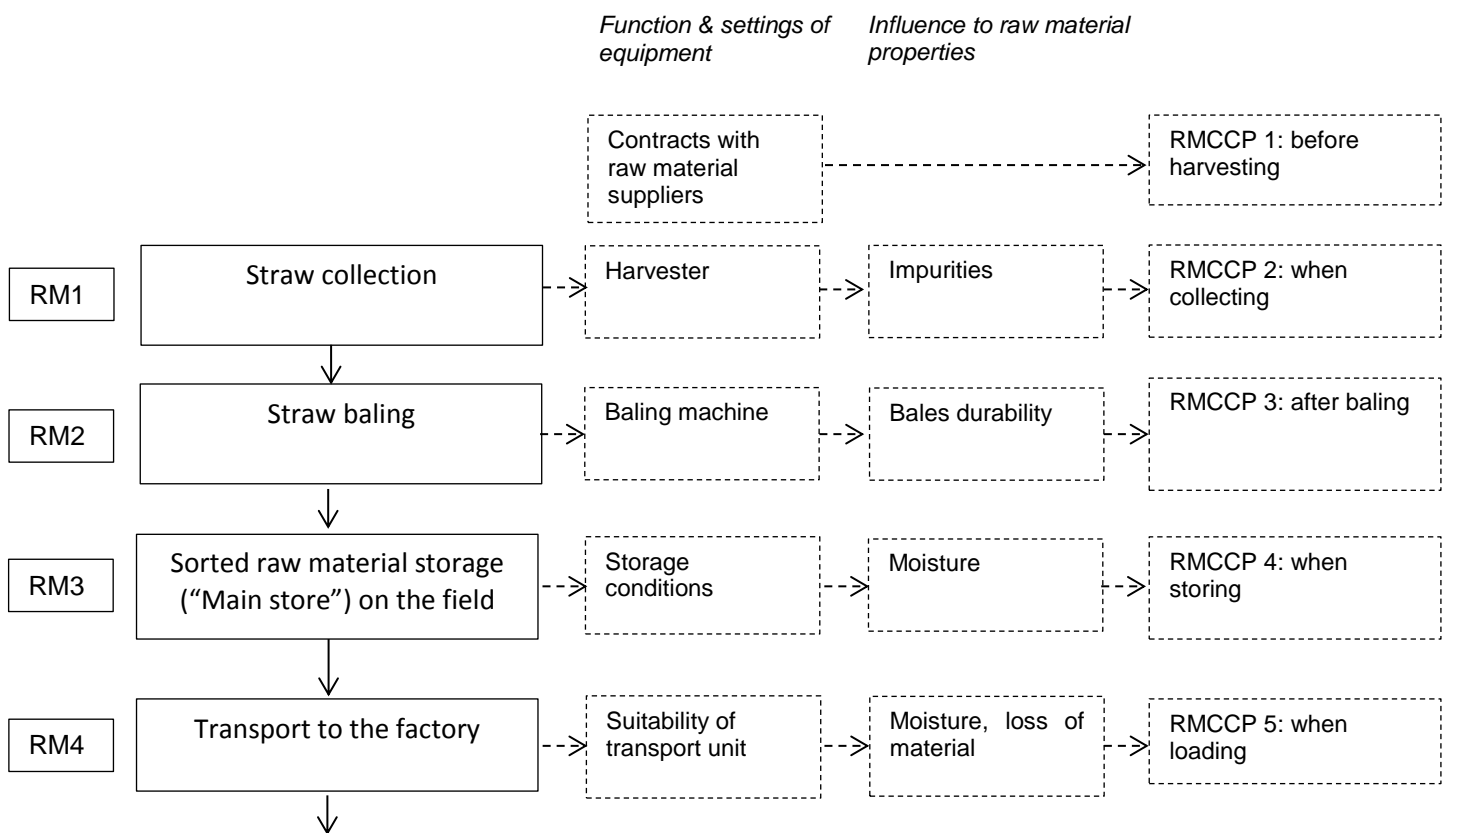 Function & settings of
equipment
Influence to raw material
properties
Contracts with
raw material
suppliers
RMCCP 1: before
harvesting
RM1
Straw collection
Harvester
Impurities
RMCCP 2: when
collecting
RM2
Straw baling
Baling machine
Bales durability
RMCCP 3: after baling
RM3
Sorted raw material storage
(“Main store”) on the field
Storage
conditions
Moisture
RMCCP 4: when
storing
RM4
Transport to the factory
Suitability of
transport unit
Moisture, loss of
material
RMCCP 5: when
loading